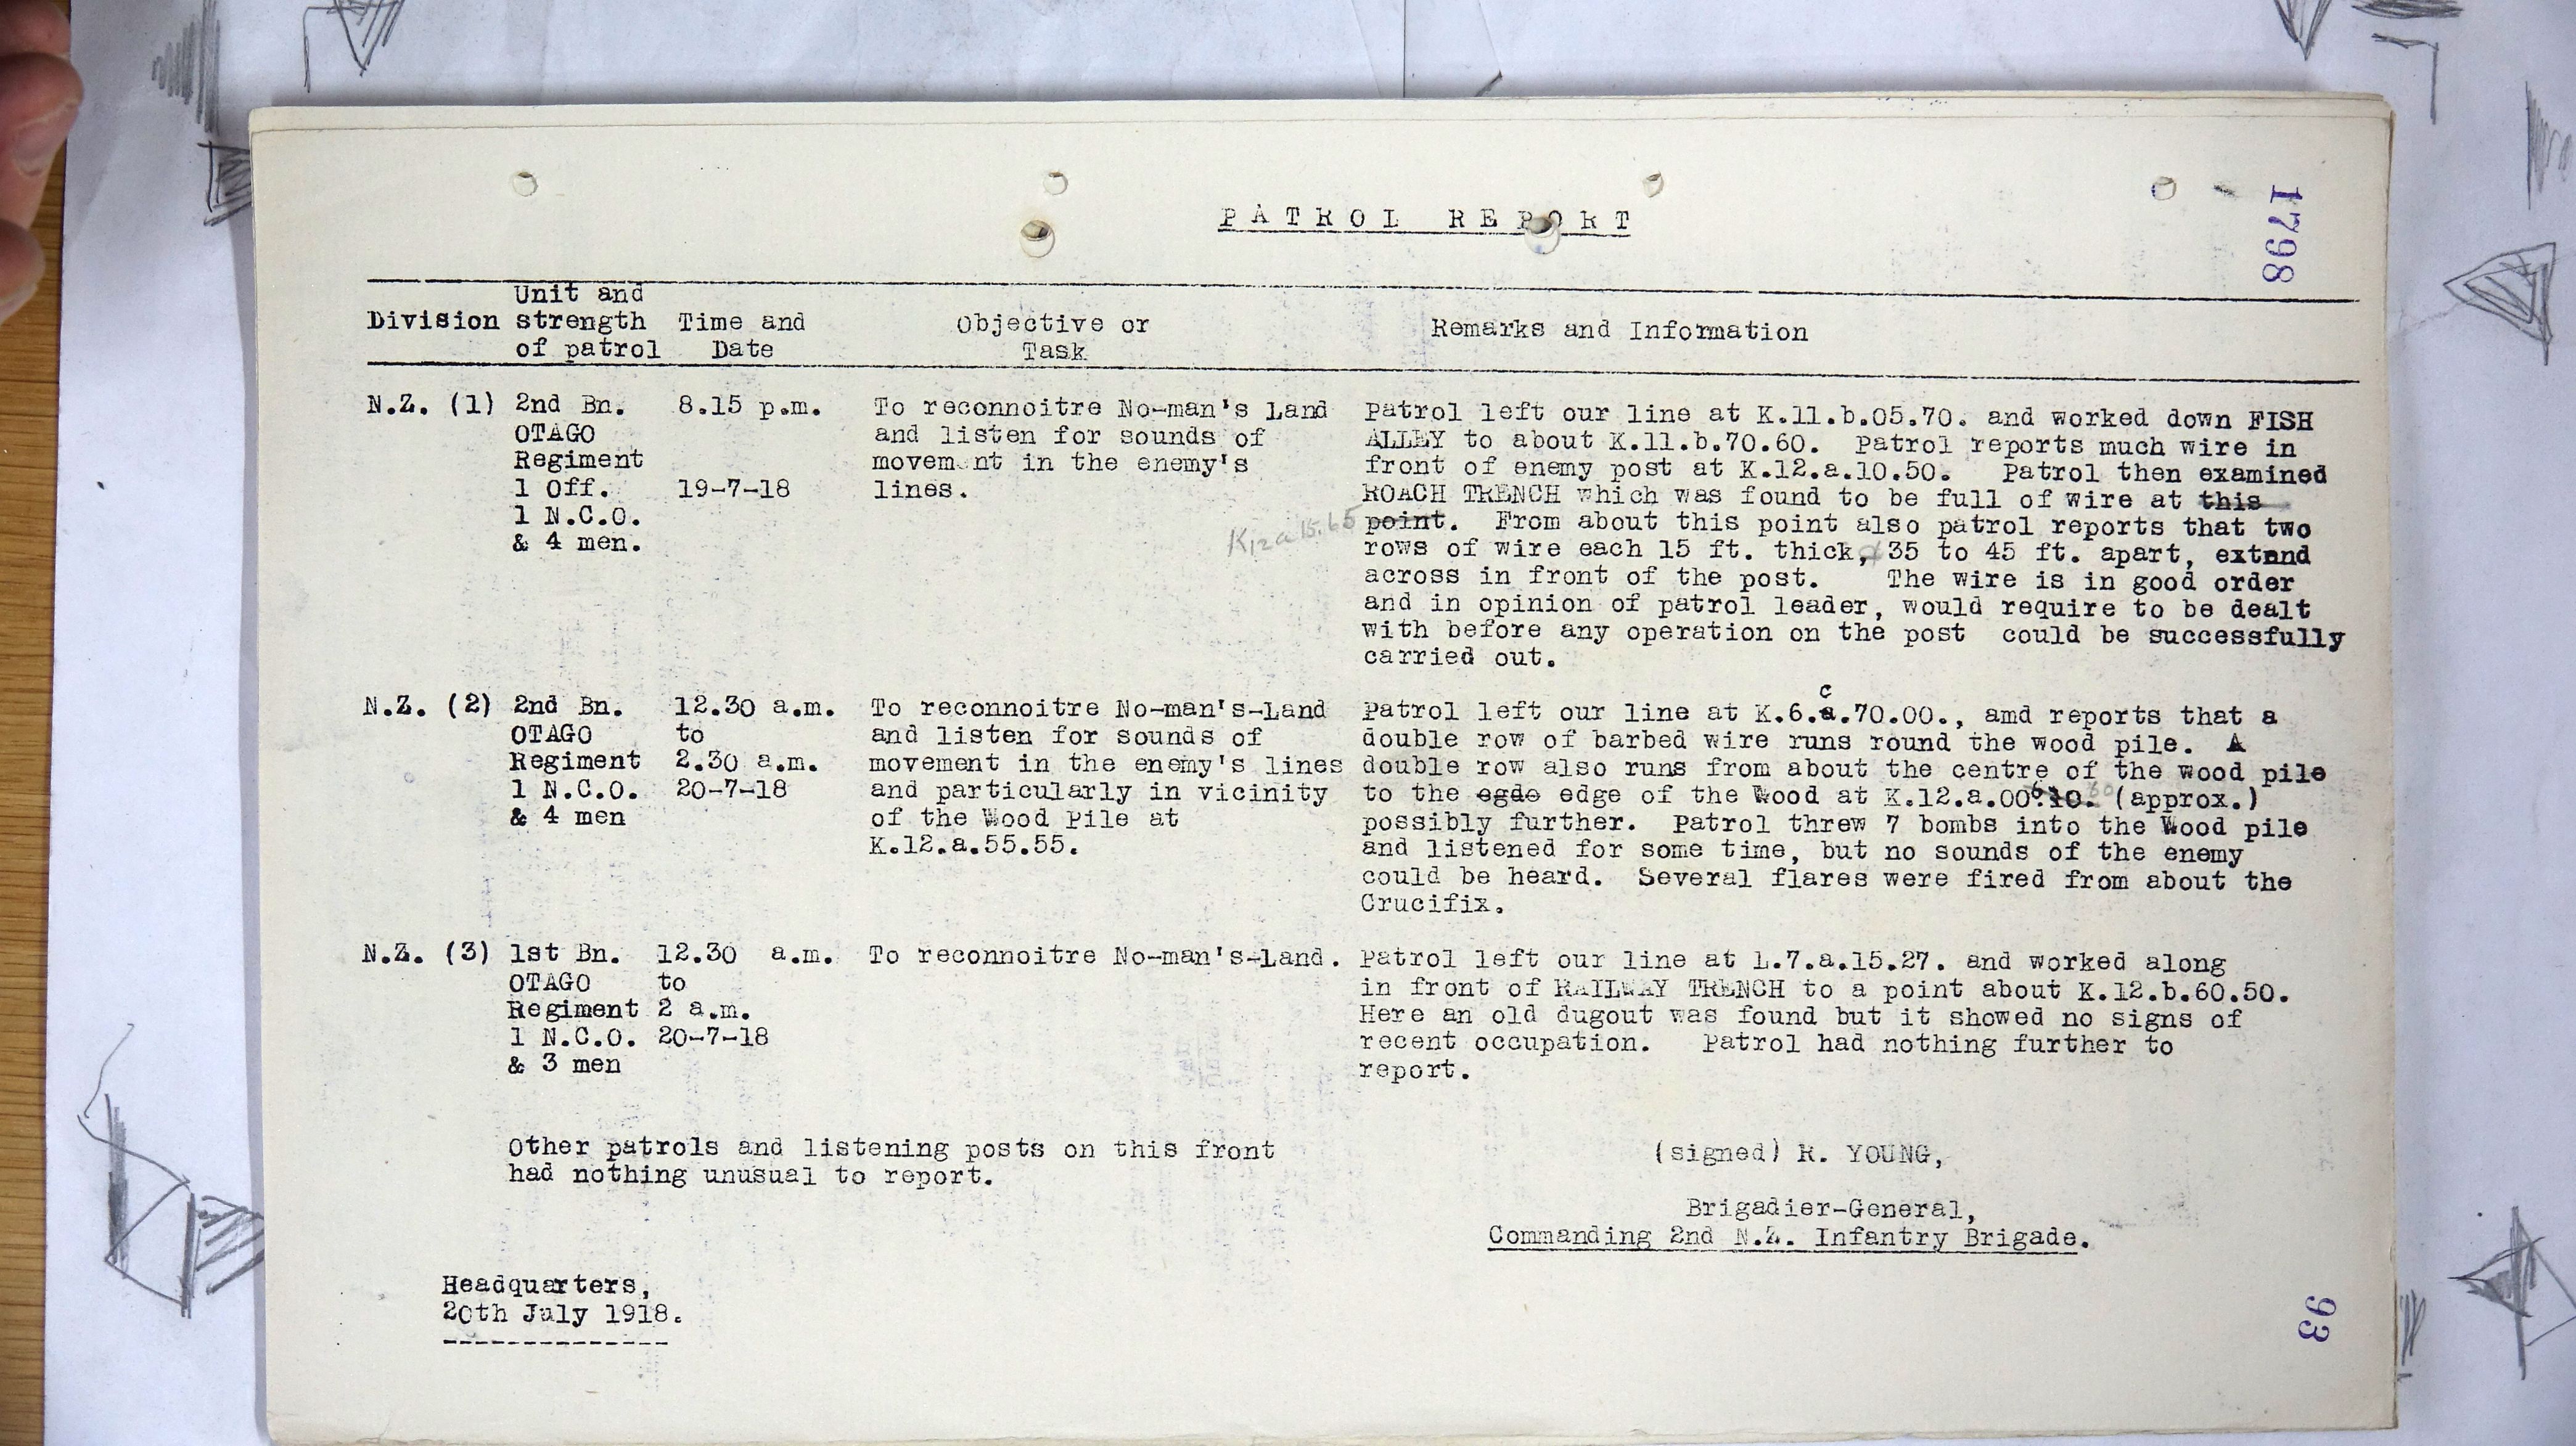 1798
PATROL REPORT
Division Unit and strength of patrol Time and Date Objective or Task Remarks and Information
N.Z. (1) 2nd Bn.
OTAGO
Regiment
1 Off.
1 N.C.O.
& 4 men.
8.15 p.m.
19-7-18
To reconnoitre No-man's Land
and listen for sounds of
movement in the enemy's
lines.
K12a 15.65
Patrol left our line at K.11.b.05.70. and worked down FISH
ALLEY to about K.11.b.70.60. Patrol reports much wire in
front of enemy post at K.12.a.10.50. Patrol then examined
ROACH TRENCH which was found to be full of wire at this
point. From about this point also patrol reports that two
rows of wire each 15 ft. thick, 35 to 45 ft. apart, extend
across in front of the post. The wire is in good order
and in opinion of patrol leader, would require to be dealt
with before any operation on the post could be successfully
carried out.
N.Z. (2) 2nd Bn.
OTAGO
Regiment
1 N.C.O.
& 4 men
12.30 a.m.
to
2.30 a.m.
20-7-18
To reconnoitre No-man's-Land
and listen for sounds of
movement in the enemy's lines
and particularly in vicinity
of the Wood Pile at
K.12.a.55.55.
c
Patrol left our line at K.6.a.70.00., amd reports that a
double row of barbed wire runs round the wood pile. A
double row also runs from about the centre of the wood pile
to the egde edge of the Wood at K.12.a.00.10. (approx.)
possibly further. Patrol threw 7 bombs into the Wood pile
and listened for some time, but no sounds of the enemy
could be heard. Several flares were fired from about the
Crucifix.
N.Z. (3) 1st Bn.
OTAGO
Regiment
1 N.C.O.
& 3 men
12.30 a.m.
to
2 a.m.
20-7-18
To reconnoitre No-man's-Land.
Patrol left our line at L.7.a.15.27. and worked along
in front of RAILWAY TRENCH to a point about K.12.b.60.50.
Here an old dugout was found but it showed no signs of
recent occupation. Patrol had nothing further to
report.
Other patrols and listening posts on this front
had nothing unusual to report.
(signed) R. YOUNG,
Brigadier-General,
Commanding 2nd N.Z. Infantry Brigade.
Headquarters,
20th July 1918.
93